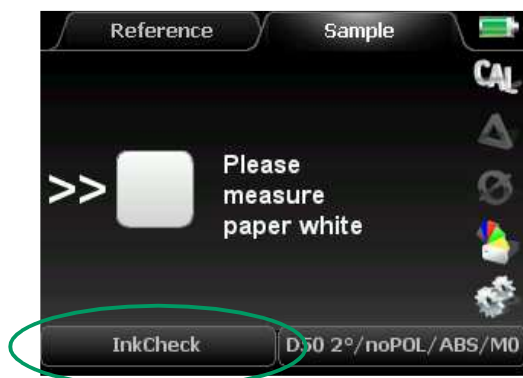 Reference
Sample
CAL
>>
Please
measure
paper white
InkCheck
D50 2°/noPOL/ABS/M0